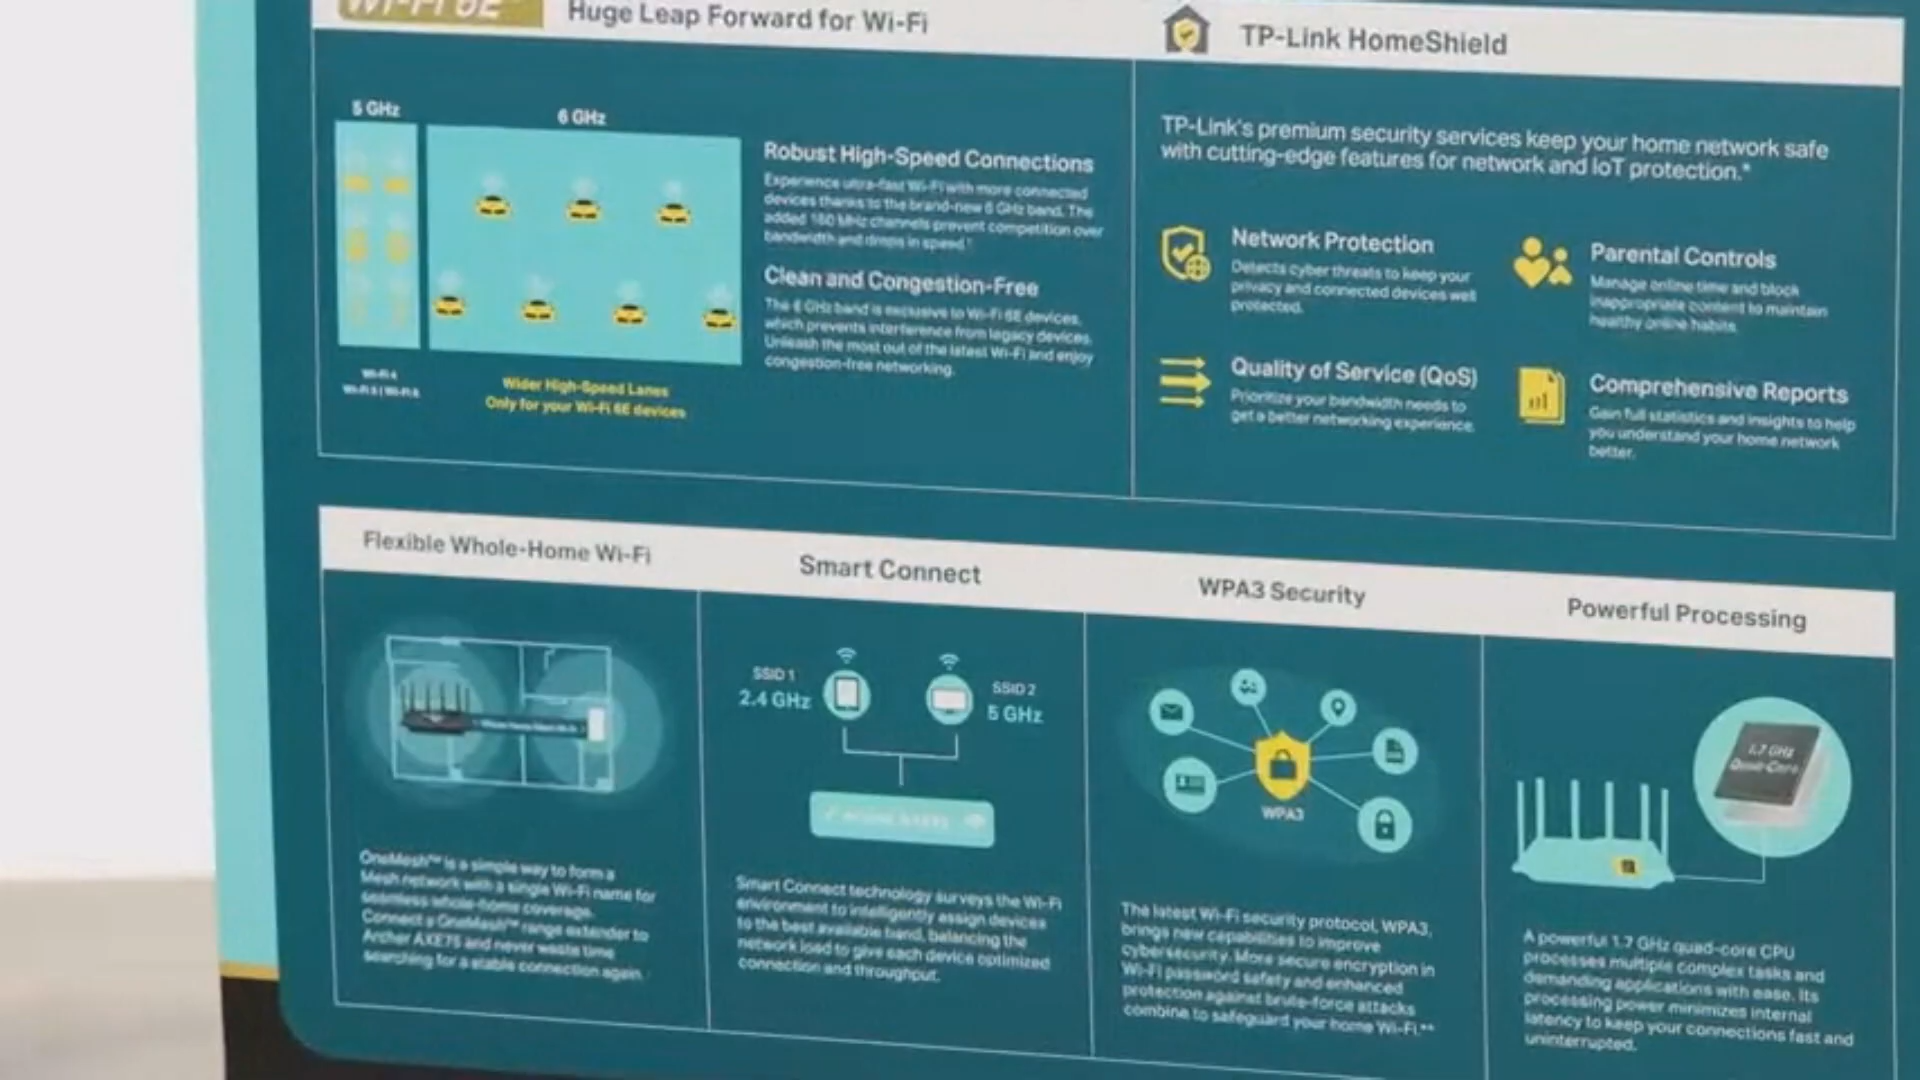 Wi-Fi 6E
Huge Leap Forward for Wi-Fi
TP-Link HomeShield
5 GHz
6 GHz
Wi-Fi 4
Wi-Fi 5 | Wi-Fi 6
Wider High-Speed Lanes
Only for your Wi-Fi 6E devices
Robust High-Speed Connections
Experience ultra-fast Wi-Fi with more connected
devices thanks to the brand-new 6 GHz band. The
added 160 MHz channels prevent competition over
bandwidth and drops in speed.†
Clean and Congestion-Free
The 6 GHz band is exclusive to Wi-Fi 6E devices,
which prevents interference from legacy devices.
Unleash the most out of the latest Wi-Fi and enjoy
congestion-free networking.
TP-Link's premium security services keep your home network safe
with cutting-edge features for network and IoT protection.*
Network Protection
Detects cyber threats to keep your
privacy and connected devices well
protected.
Parental Controls
Manage online time and block
inappropriate content to maintain
healthy online habits.
Quality of Service (QoS)
Prioritize your bandwidth needs to
get a better networking experience.
Comprehensive Reports
Gain full statistics and insights to help
you understand your home network
better.
Flexible Whole-Home Wi-Fi
OneMesh™ is a simple way to form a
Mesh network with a single Wi-Fi name for
seamless whole-home coverage.
Connect a OneMesh™ range extender to
Archer AXE75 and never waste time
searching for a stable connection again.
Smart Connect
SSID 1
2.4 GHz
SSID 2
5 GHz
Smart Connect technology surveys the Wi-Fi
environment to intelligently assign devices
to the best available band, balancing the
network load to give each device optimized
connection and throughput.
WPA3 Security
WPA3
The latest Wi-Fi security protocol, WPA3,
brings new capabilities to improve
cybersecurity. More secure encryption in
Wi-Fi password safety and enhanced
protection against brute-force attacks
combine to safeguard your home Wi-Fi.**
Powerful Processing
1.7 GHz
Quad-Core
A powerful 1.7 GHz quad-core CPU
processes multiple complex tasks and
demanding applications with ease. Its
processing power minimizes internal
latency to keep your connections fast and
uninterrupted.